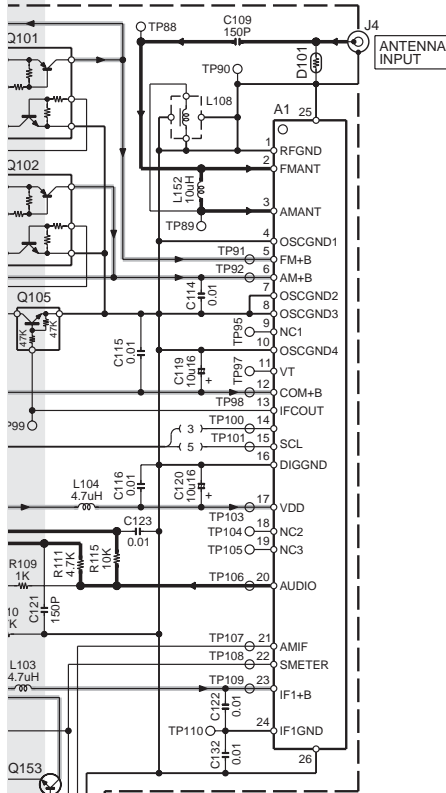 TP88
C109
150P
J4
ANTENNA
INPUT
Q101
TP90
D101
L108
A1
25
1
RFGND
2
FMANT
L152
10uH
3
AMANT
TP89
4
OSCGND1
Q102
TP91
5
FM+B
TP92
6
AM+B
7
OSCGND2
C114
0.01
8
OSCGND3
Q105
47K
47K
TP95
9
NC1
10
OSCGND4
C115
0.01
C119
10u16
+
TP97
11
VT
12
COM+B
TP98
13
IFCOUT
P99
TP100
14
3
TP101
15
SCL
5
16
DIGGND
C116
0.01
C120
10u16
+
L104
4.7uH
17
VDD
TP103
18
NC2
TP104
C123
0.01
19
NC3
TP105
R109
1K
R111
4.7K
R115
10K
TP106
20
AUDIO
C121
150P
10
K
TP107
21
AMIF
TP108
22
SMETER
L103
4.7uH
TP109
23
IF1+B
C122
0.01
TP110
24
IF1GND
C132
0.01
26
Q153